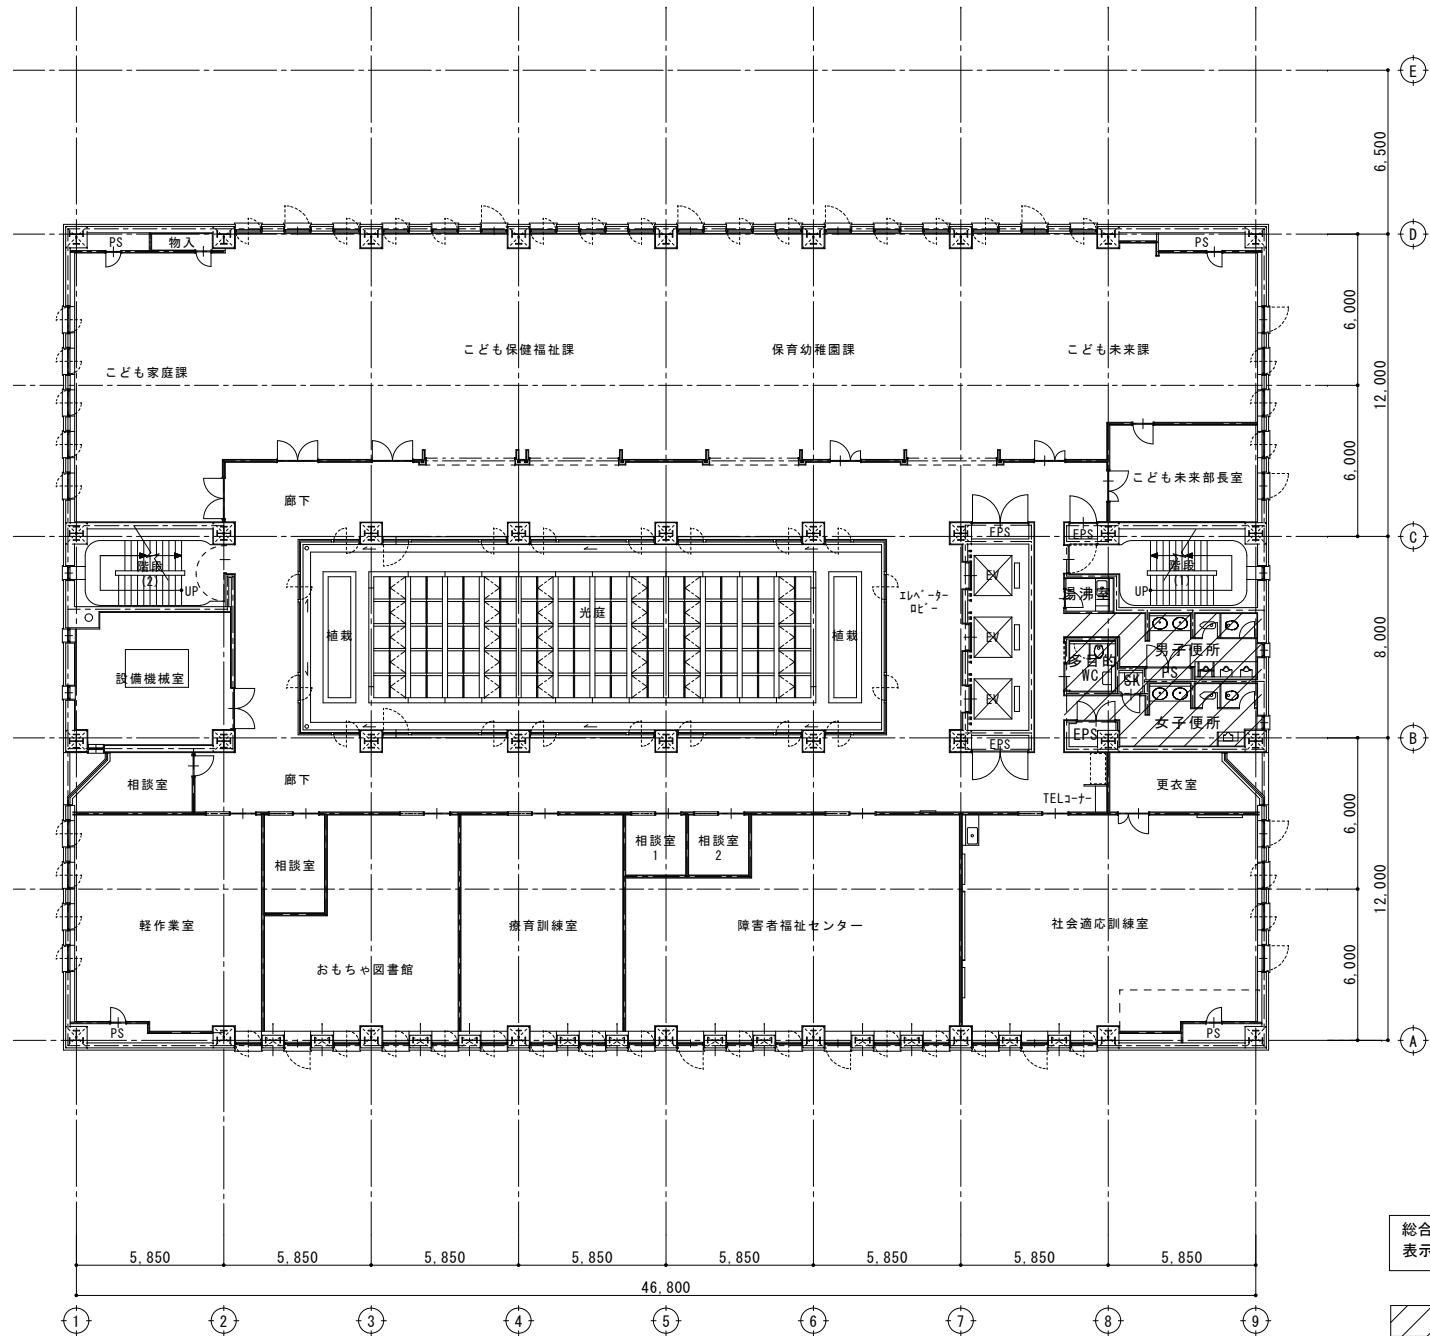 E
6,500
D
PS
物入
PS
6,000
こども家庭課
こども保健福祉課
保育幼稚園課
こども未来課
12,000
6,000
こども未来部長室
廊下
EPS
EPS
C
階段
(2)
UP
階段
(1)
UP
EV
湯沸室
エレベーター
ロビー
光庭
植栽
植栽
EV
男子便所
多目的
WC
PS
SK
8,000
設備機械室
EV
女子便所
EPS
EPS
B
相談室
廊下
TELコーナー
更衣室
6,000
相談室
相談室
1
相談室
2
12,000
軽作業室
おもちゃ図書館
療育訓練室
障害者福祉センター
社会適応訓練室
6,000
PS
PS
A
総合
表示
5,850
5,850
5,850
5,850
5,850
5,850
5,850
5,850
46,800
1
2
3
4
5
6
7
8
9